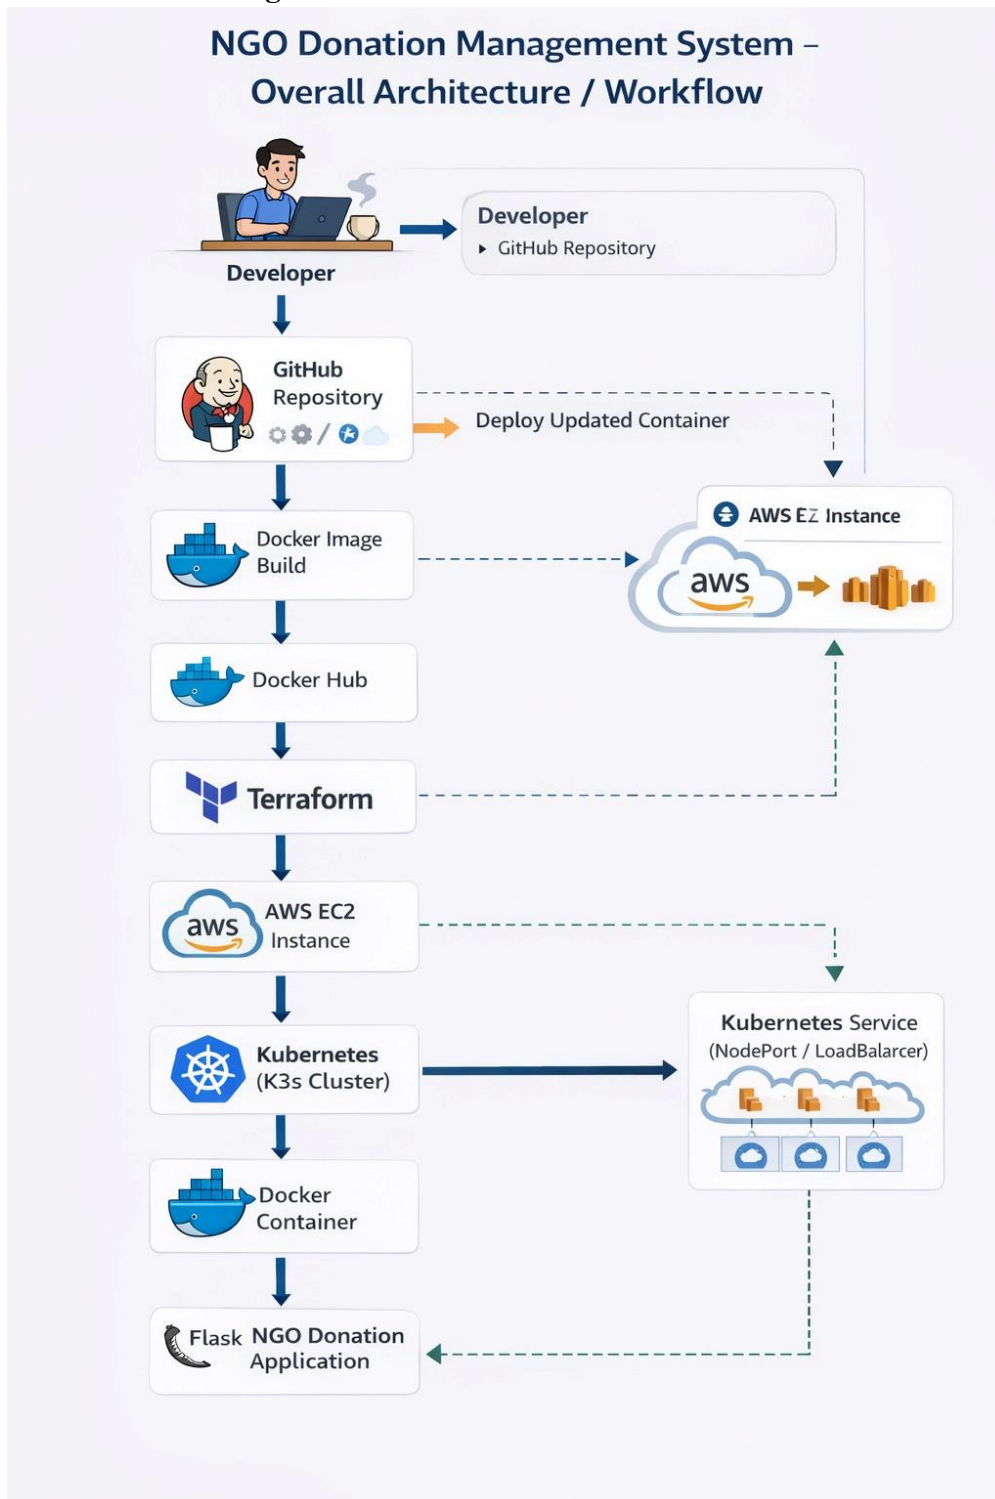 NGO Donation Management System –
Overall Architecture / Workflow
Developer
Developer
▸ GitHub Repository
GitHub
Repository
Deploy Updated Container
AWS EZ Instance
aws
Docker Image
Build
Docker Hub
Terraform
aws
AWS EC2
Instance
Kubernetes
(K3s Cluster)
Kubernetes Service
(NodePort / LoadBalarcer)
Docker
Container
Flask NGO Donation
Application